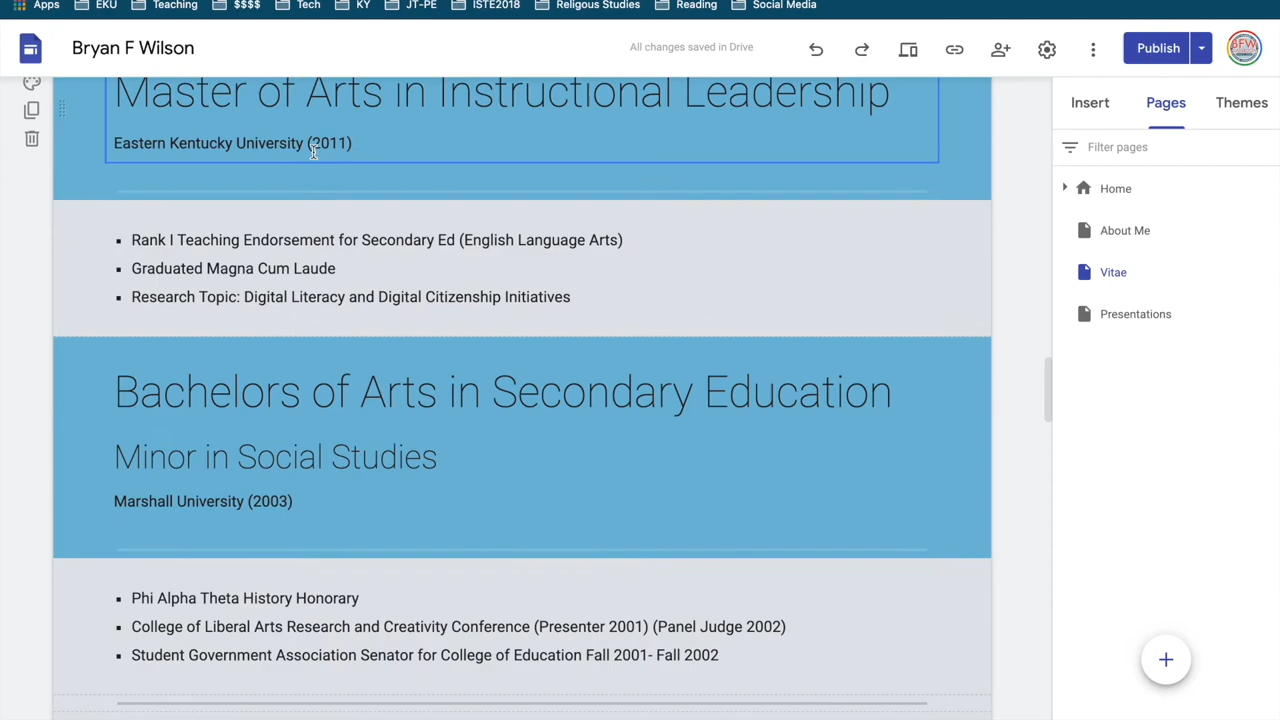 Apps EKU Teaching $$$$ Tech KY JT-PE ISTE2018 Religous Studies Reading Social Media
Bryan F Wilson All changes saved in Drive Publish BFW
Insert Pages Themes
Master of Arts in Instructional Leadership
Eastern Kentucky University (2011)
Filter pages
Home
About Me
Vitae
Presentations
Rank I Teaching Endorsement for Secondary Ed (English Language Arts)
Graduated Magna Cum Laude
Research Topic: Digital Literacy and Digital Citizenship Initiatives
Bachelors of Arts in Secondary Education
Minor in Social Studies
Marshall University (2003)
Phi Alpha Theta History Honorary
College of Liberal Arts Research and Creativity Conference (Presenter 2001) (Panel Judge 2002)
Student Government Association Senator for College of Education Fall 2001- Fall 2002